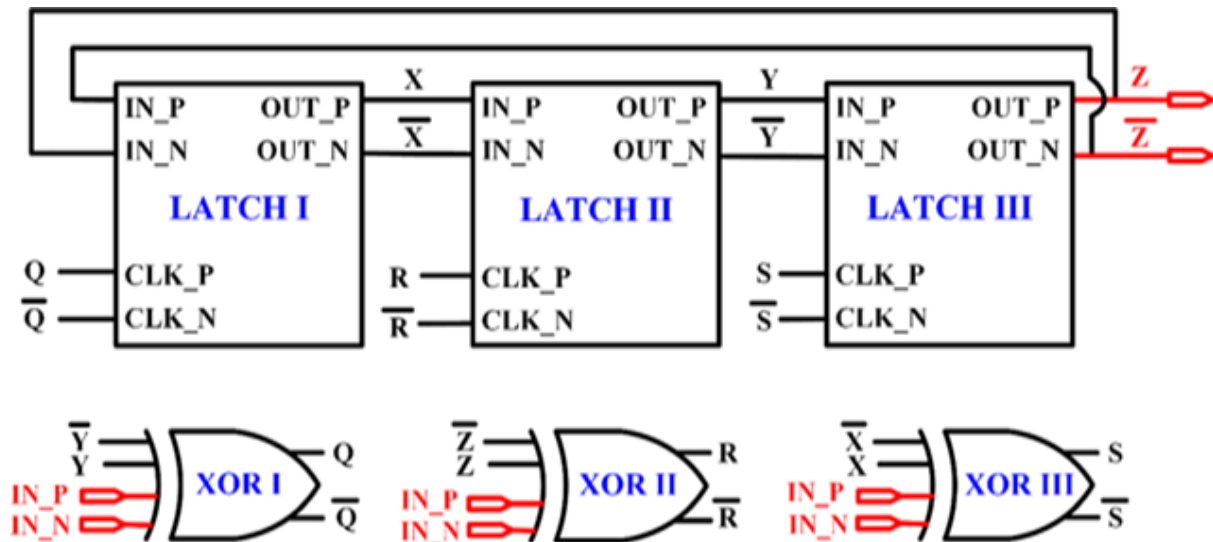 X Y Z
IN_P OUT_P IN_P OUT_P IN_P OUT_P
X̅ Y̅ Z̅
IN_N OUT_N IN_N OUT_N IN_N OUT_N
LATCH I LATCH II LATCH III
Q CLK_P R CLK_P S CLK_P
Q̅ CLK_N R̅ CLK_N S̅ CLK_N
Y̅ Z̅ X̅
Y Q Z R X S
XOR I XOR II XOR III
IN_P IN_P IN_P
IN_N Q̅ IN_N R̅ IN_N S̅